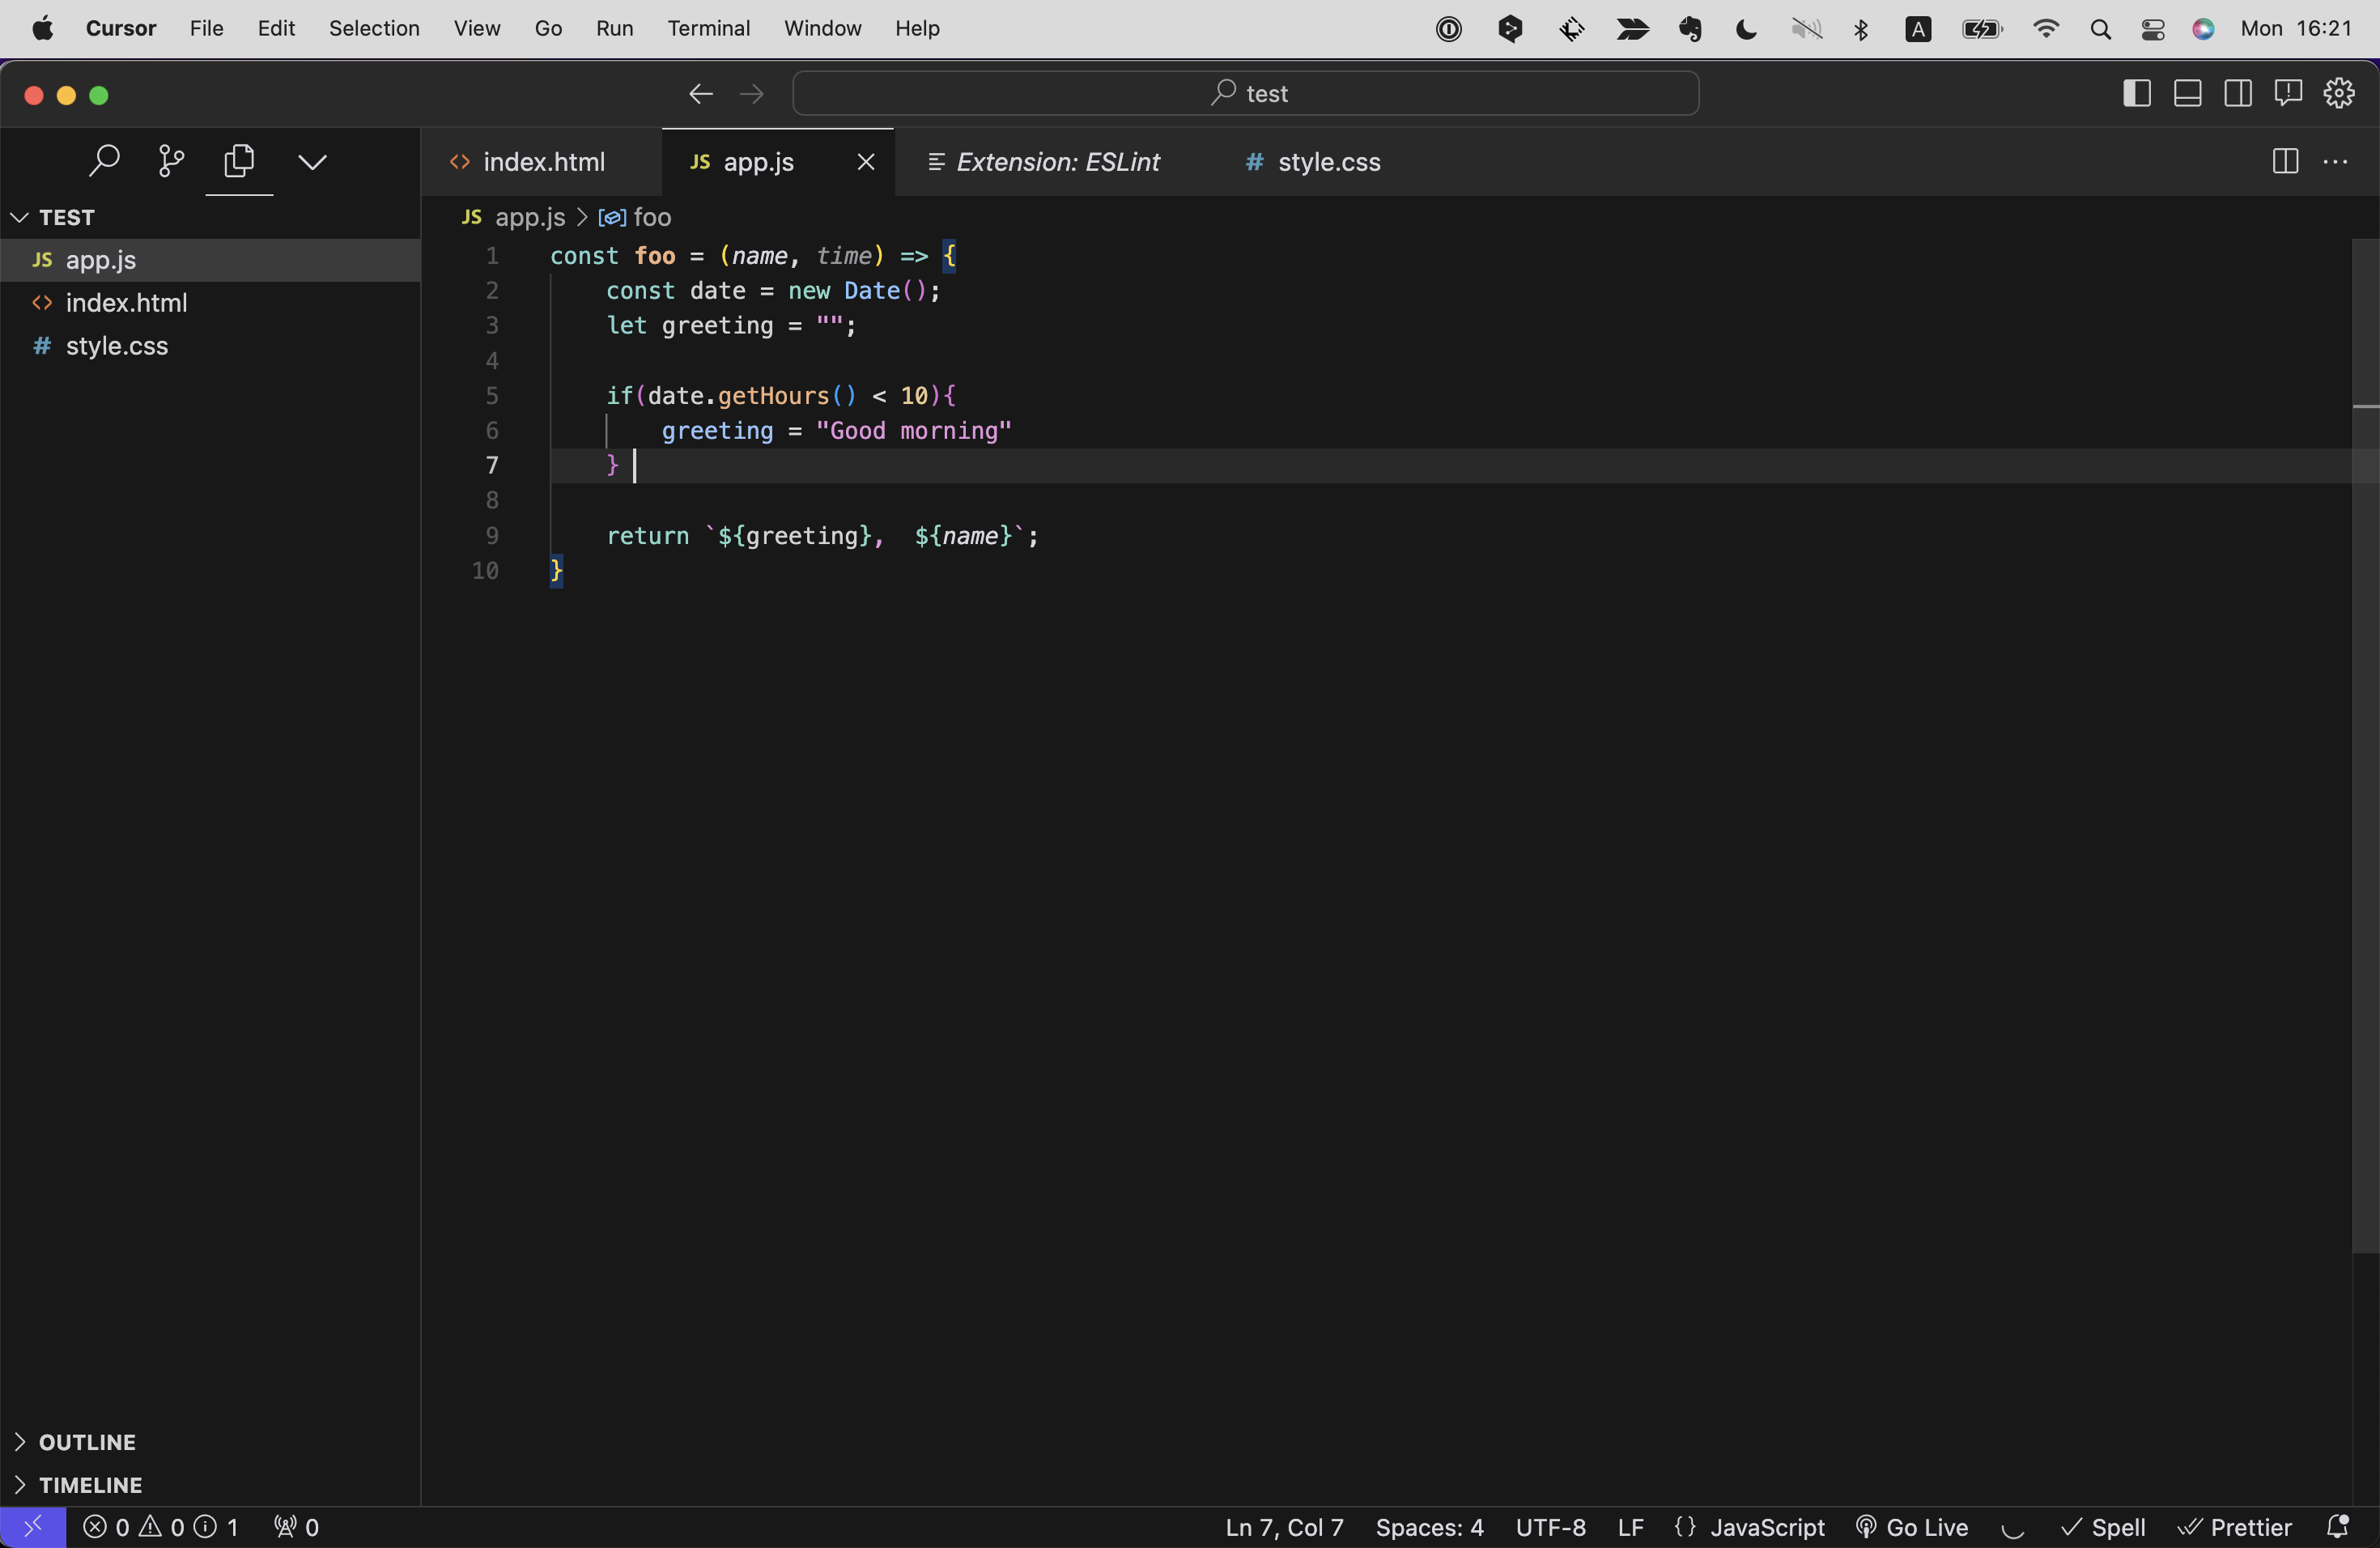 Cursor File Edit Selection View Go Run Terminal Window Help A Mon 16:21
test
index.html JS app.js Extension: ESLint # style.css
TEST
JS app.js
<> index.html
# style.css
JS app.js > foo
1 const foo = (name, time) => {
2 const date = new Date();
3 let greeting = "";
4
5 if(date.getHours() < 10){
6 greeting = "Good morning"
7 }
8
9 return `${greeting},  ${name}`;
10 }
OUTLINE
TIMELINE
0 0 1 0 Ln 7, Col 7 Spaces: 4 UTF-8 LF {} JavaScript Go Live Spell Prettier